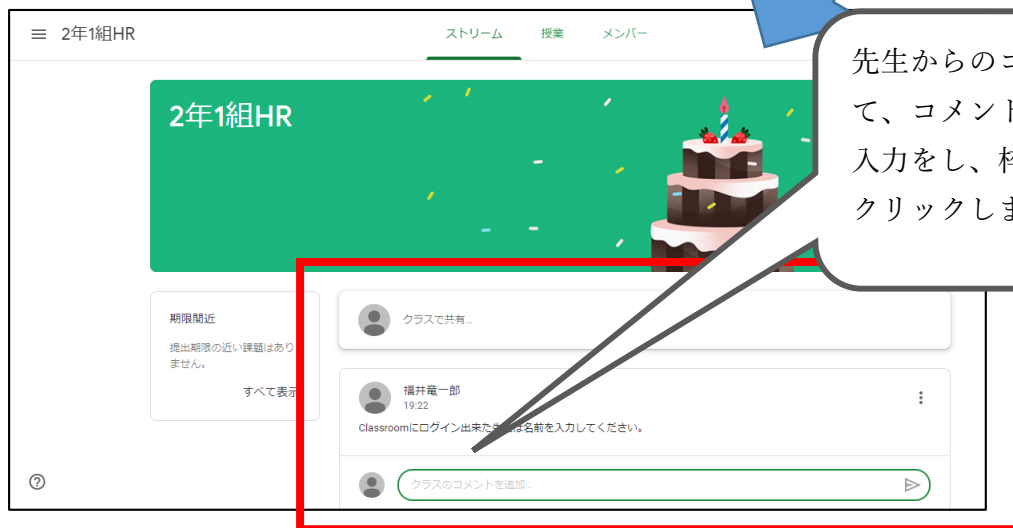 2年1組HR
ストリーム 授業 メンバー
先生からのコ
て、コメント
入力をし、枠
クリックしま
2年1組HR
期限間近
提出期限の近い課題はあり
ません。
すべて表示
クラスで共有...
福井竜一郎
19:22
Classroomにログイン出来た は名前を入力してください。
クラスのコメントを追加...